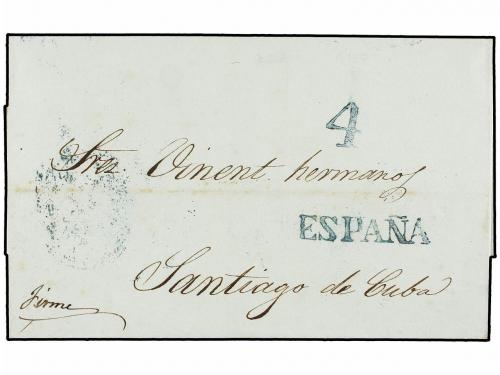 4
Sres Vinent hermanos
ESPAÑA
Santiago de Cuba